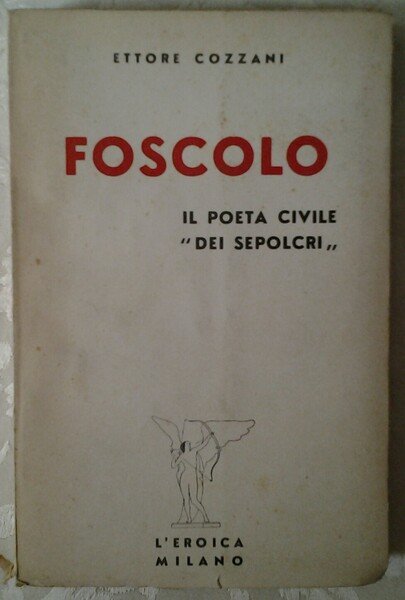 ETTORE COZZANI
FOSCOLO
IL POETA CIVILE
"DEI SEPOLCRI„
L'EROICA
MILANO